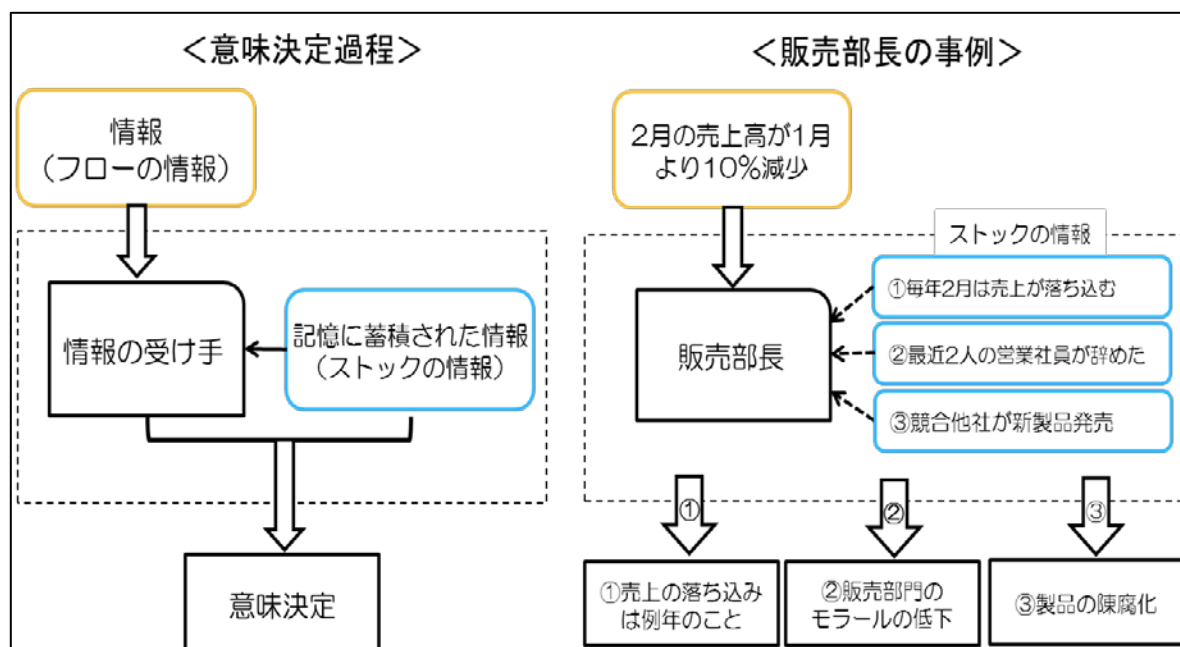 ＜意味決定過程＞
情報
（フローの情報）
情報の受け手
記憶に蓄積された情報
（ストックの情報）
意味決定
＜販売部長の事例＞
2月の売上高が1月
より10％減少
ストックの情報
販売部長
①毎年2月は売上が落ち込む
②最近2人の営業社員が辞めた
③競合他社が新製品発売
①
②
③
①売上の落ち込み
は例年のこと
②販売部門の
モラールの低下
③製品の陳腐化